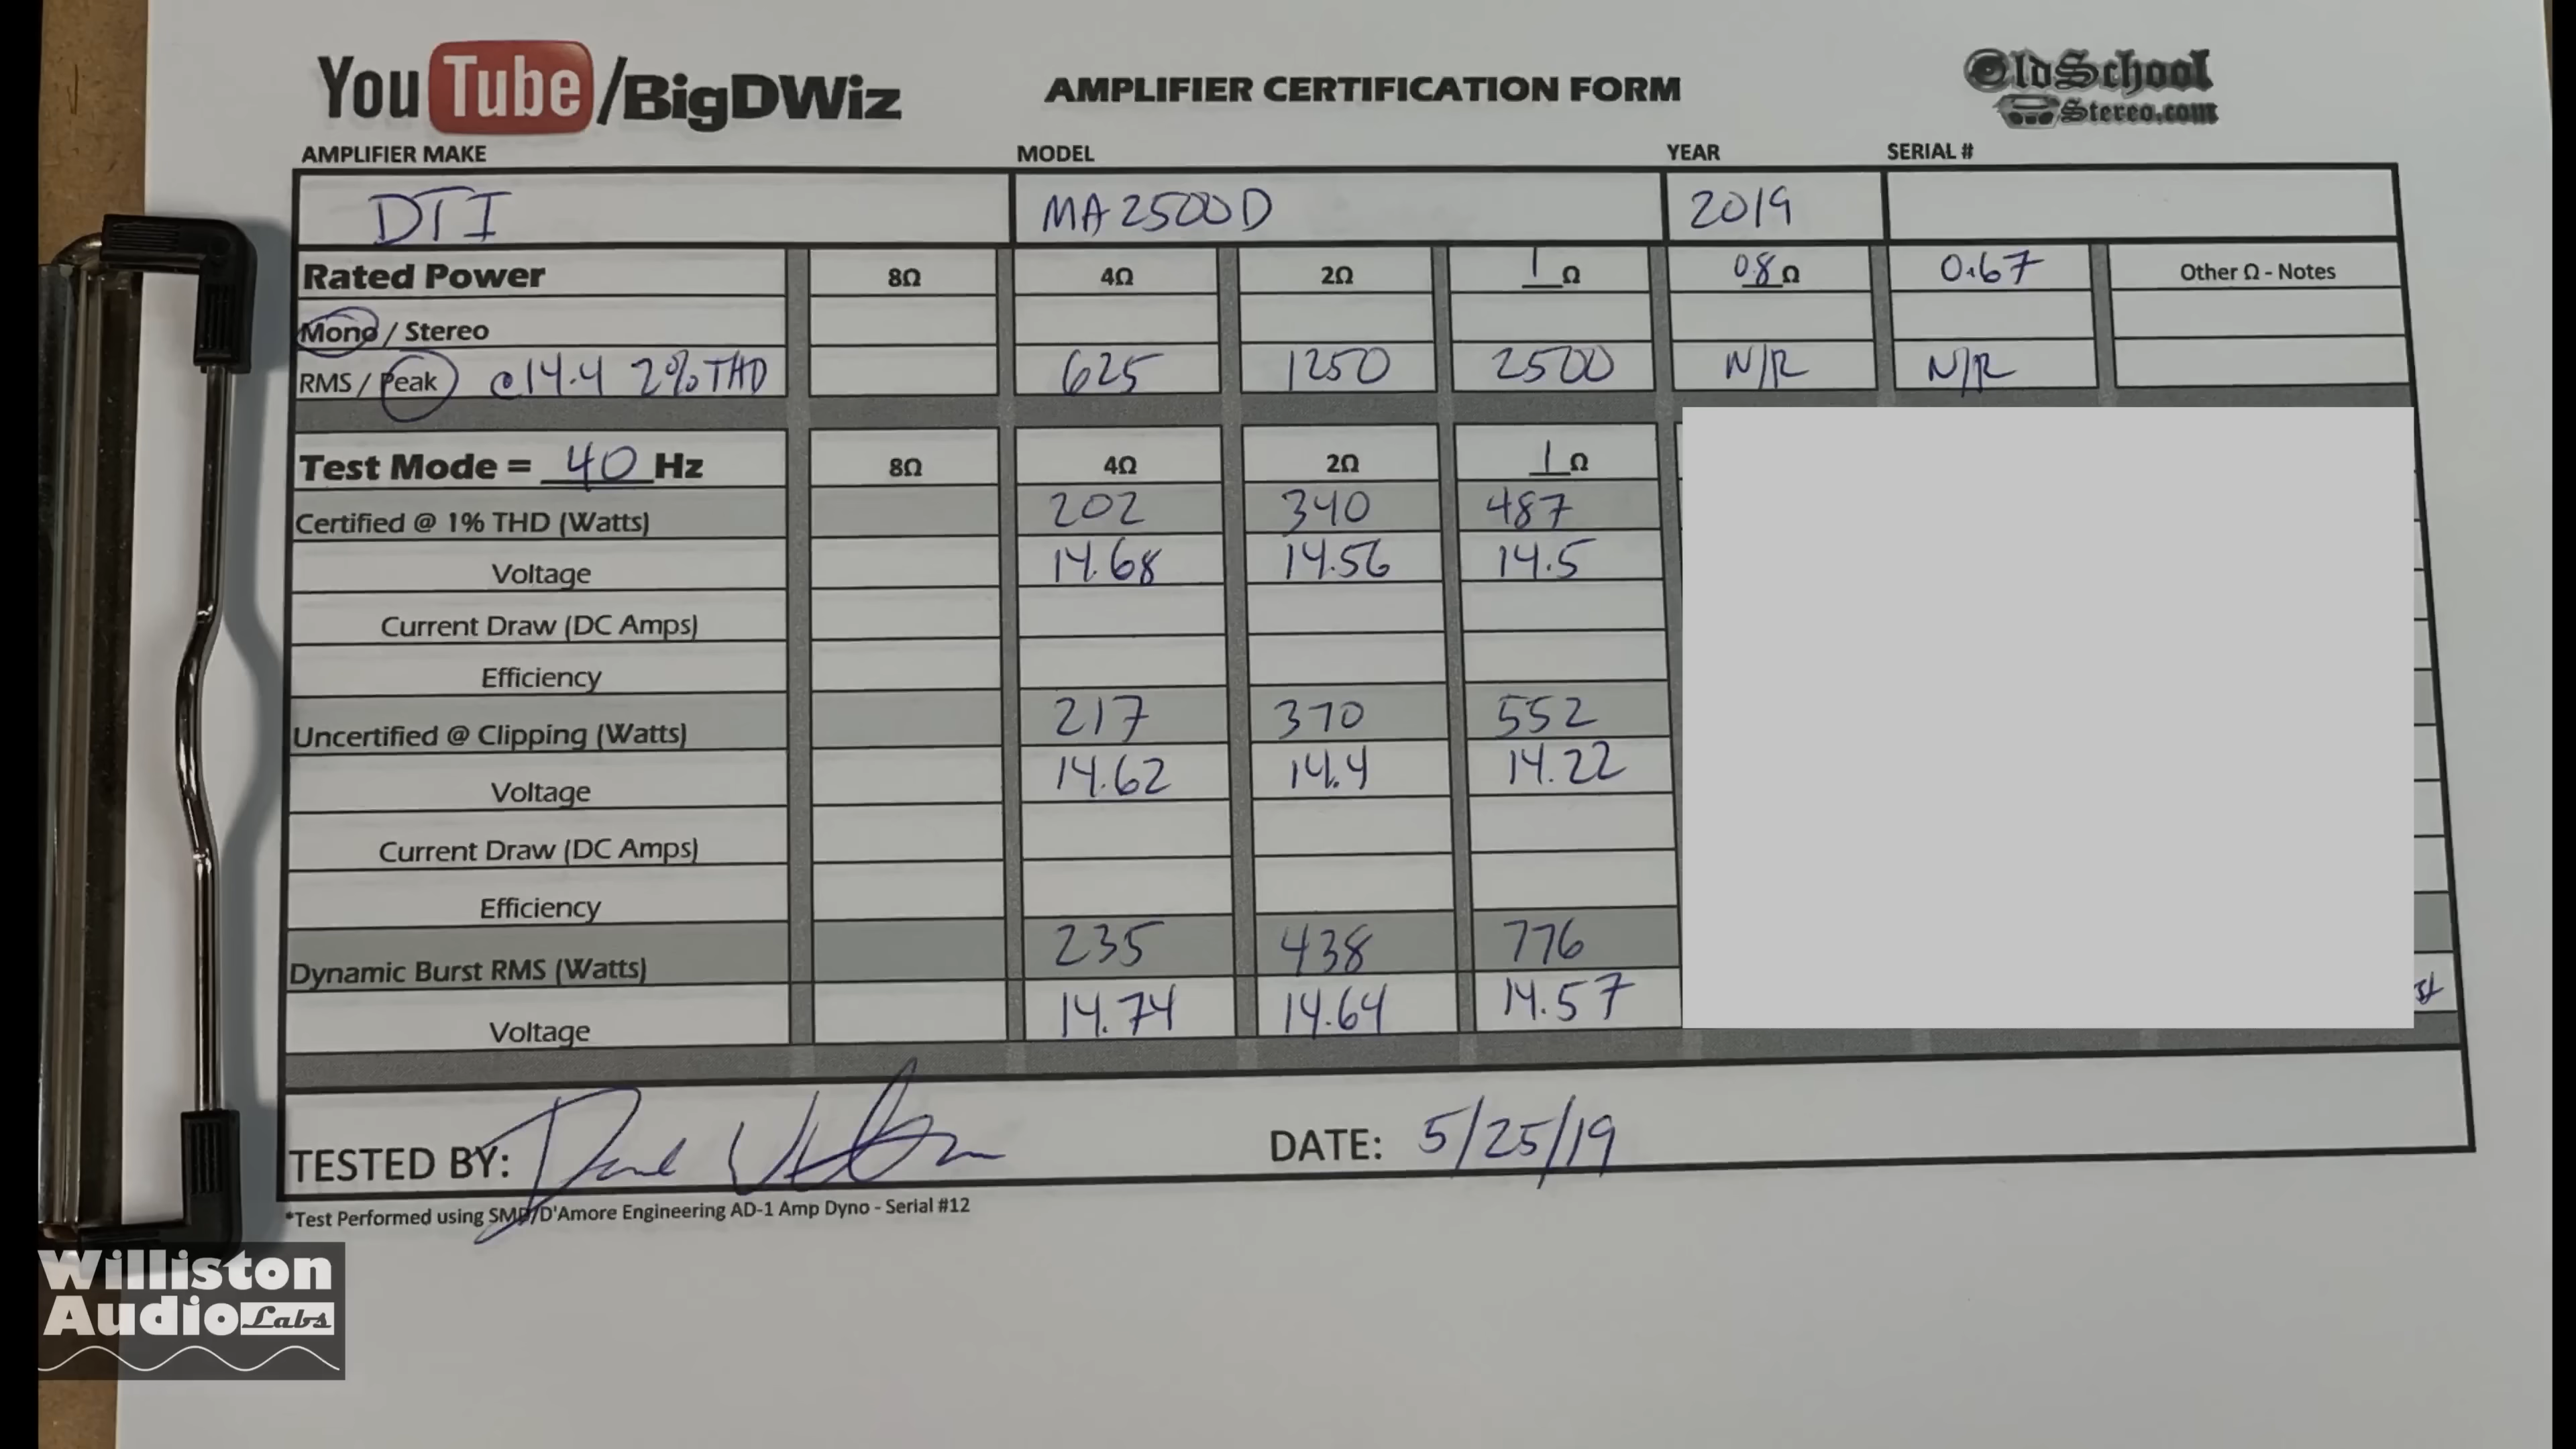 YouTube/BigDWiz AMPLIFIER CERTIFICATION FORM OldSchool
Stereo.com
AMPLIFIER MAKE MODEL YEAR SERIAL #
DTI MA2500D 2019
Rated Power 8Ω 4Ω 2Ω 1Ω 0.8Ω 0.67 Other Ω - Notes
Mono / Stereo
RMS / Peak @14.4 2% THD 625 1250 2500 N/R N/R
Test Mode = 40 Hz 8Ω 4Ω 2Ω 1Ω
Certified @ 1% THD (Watts) 202 340 487
Voltage 14.68 14.56 14.5
Current Draw (DC Amps)
Efficiency
Uncertified @ Clipping (Watts) 217 370 552
Voltage 14.62 14.4 14.22
Current Draw (DC Amps)
Efficiency
Dynamic Burst RMS (Watts) 235 438 776
Voltage 14.74 14.64 14.57
TESTED BY: DATE: 5/25/19
*Test Performed using SMD/D'Amore Engineering AD-1 Amp Dyno - Serial #12
Williston
Audio Labs